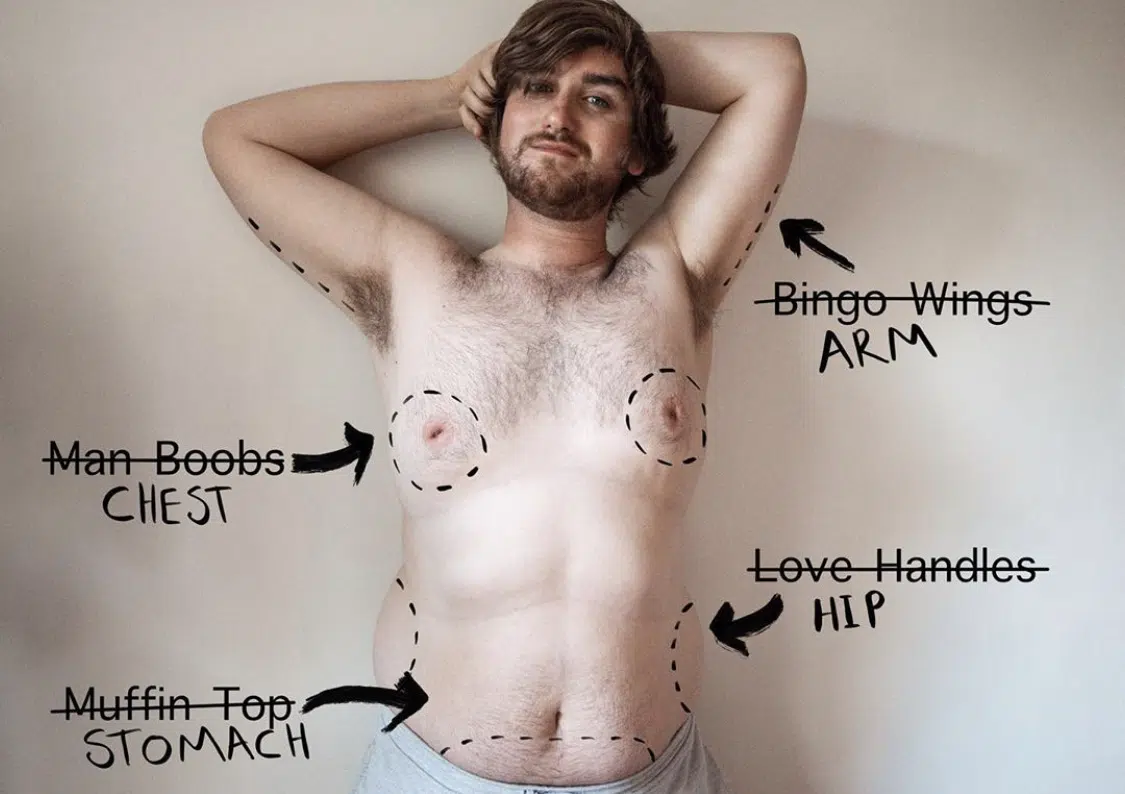 Bingo Wings
ARM
Man Boobs
CHEST
Love Handles
HIP
Muffin Top
STOMACH